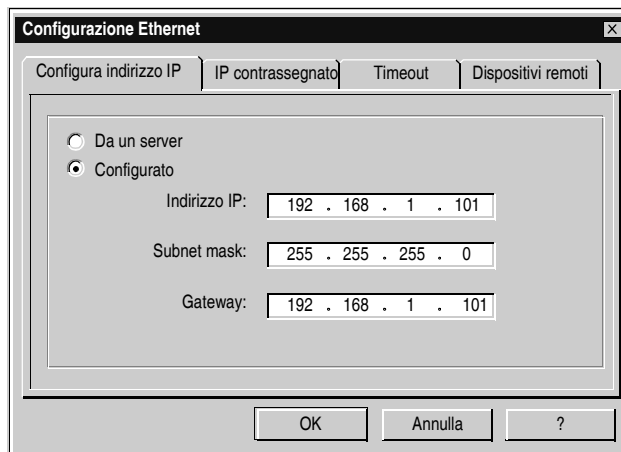 Configurazione Ethernet
Configura indirizzo IP IP contrassegnato Timeout Dispositivi remoti
Da un server
Configurato
Indirizzo IP: 192 . 168 . 1 . 101
Subnet mask: 255 . 255 . 255 . 0
Gateway: 192 . 168 . 1 . 101
OK Annulla ?